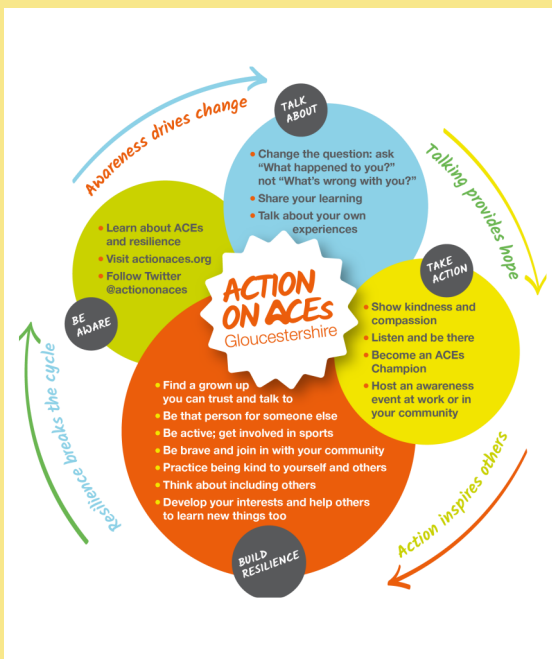 Awareness drives change
TALK
ABOUT
• Change the question: ask
“What happened to you?”
not “What’s wrong with you?”
• Share your learning
• Talk about your own
experiences
Talking provides hope
BE
AWARE
• Learn about ACEs
and resilience
• Visit actionaces.org
• Follow Twitter
@actiononaces
ACTION
ON ACEs
Gloucestershire
TAKE
ACTION
• Show kindness and
compassion
• Listen and be there
• Become an ACEs
Champion
• Host an awareness
event at work or in
your community
Action inspires others
• Find a grown up
you can trust and talk to
• Be that person for someone else
• Be active; get involved in sports
• Be brave and join in with your community
• Practice being kind to yourself and others
• Think about including others
• Develop your interests and help others
to learn new things too
BUILD
RESILIENCE
Resilience breaks the cycle